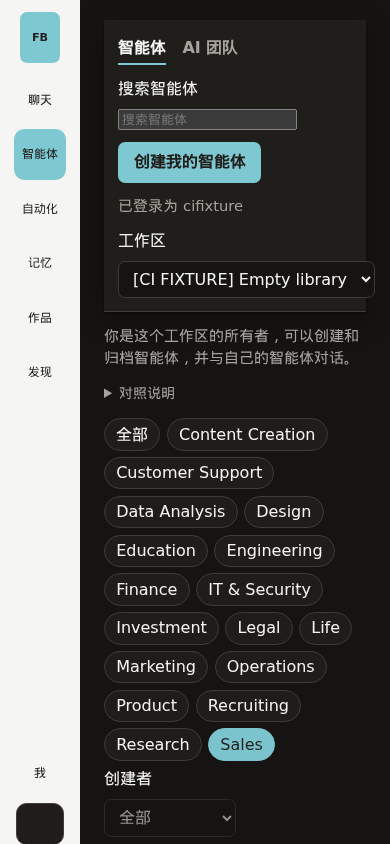 FB
聊天
智能体
自动化
记忆
作品
发现
我
智能体 AI 团队
搜索智能体
搜索智能体
创建我的智能体
已登录为 cifixture
工作区
[CI FIXTURE] Empty library
你是这个工作区的所有者，可以创建和
归档智能体，并与自己的智能体对话。
▶ 对照说明
全部 Content Creation
Customer Support
Data Analysis Design
Education Engineering
Finance IT & Security
Investment Legal Life
Marketing Operations
Product Recruiting
Research Sales
创建者
全部